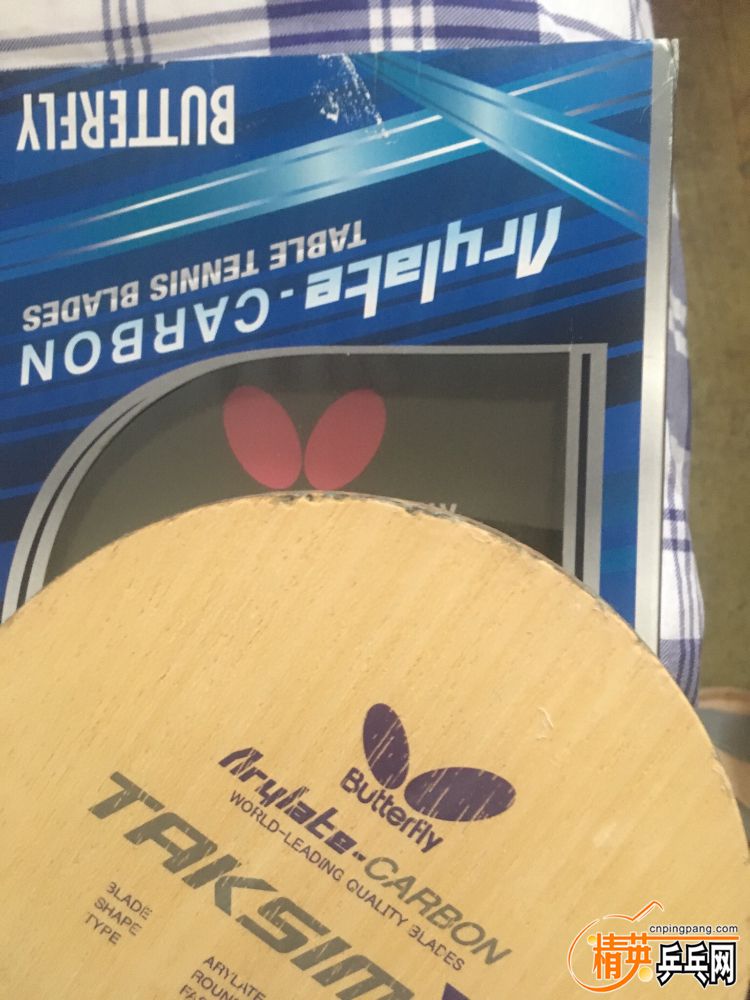 BUTTERFLY
Arylate-CARBON
TABLE TENNIS BLADES
Butterfly
Arylate-CARBON
WORLD-LEADING QUALITY BLADES
TAKSIM
BLADE
SHAPE
TYPE
ARYLATE
cnpingpang.com
精英乒乓网